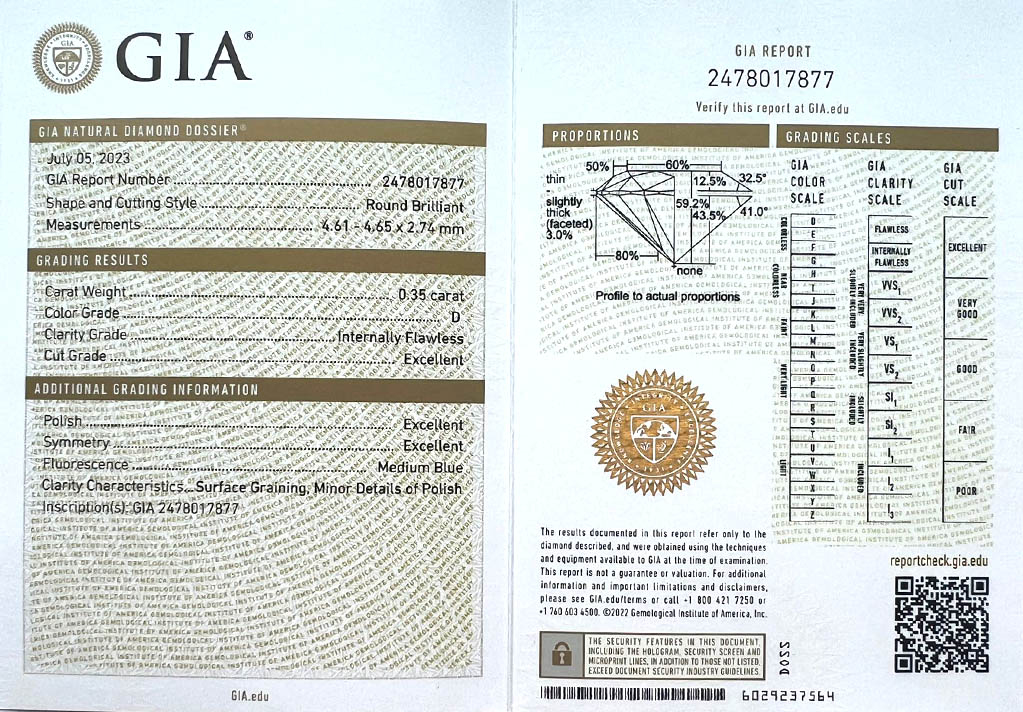 GIA®
GIA NATURAL DIAMOND DOSSIER®
July 05, 2023
GIA Report Number 2478017877
Shape and Cutting Style Round Brilliant
Measurements 4.61 - 4.65 x 2.74 mm
GRADING RESULTS
Carat Weight 0.35 carat
Color Grade D
Clarity Grade Internally Flawless
Cut Grade Excellent
ADDITIONAL GRADING INFORMATION
Polish Excellent
Symmetry Excellent
Fluorescence Medium Blue
Clarity Characteristics Surface Graining, Minor Details of Polish
Inscription(s): GIA 2478017877
GIA.edu
GIA REPORT
2478017877
Verify this report at GIA.edu
PROPORTIONS
50% 60%
thin 12.5% 32.5°
slightly
thick
(faceted)
3.0%
59.2% 43.5% 41.0°
80%
none
Profile to actual proportions
GIA
The results documented in this report refer only to the
diamond described, and were obtained using the techniques
and equipment available to GIA at the time of examination.
This report is not a guarantee or valuation. For additional
information and important limitations and disclaimers,
please see GIA.edu/terms or call +1 800 421 7250 or
+1 760 603 4500. ©2022 Gemological Institute of America, Inc.
THE SECURITY FEATURES IN THIS DOCUMENT,
INCLUDING THE HOLOGRAM, SECURITY SCREEN AND
MICROPRINT LINES, IN ADDITION TO THOSE NOT LISTED,
EXCEED DOCUMENT SECURITY INDUSTRY GUIDELINES.
D022
6029237564
GRADING SCALES
GIA
COLOR
SCALE
COLORLESS
D
E
F
NEAR COLORLESS
G
H
I
J
FAINT
K
L
M
VERY LIGHT
N
O
P
Q
R
LIGHT
S
T
U
V
W
X
Y
Z
GIA
CLARITY
SCALE
FLAWLESS
INTERNALLY
FLAWLESS
VERY VERY
SLIGHTLY INCLUDED
VVS1
VVS2
VERY SLIGHTLY
INCLUDED
VS1
VS2
SLIGHTLY
INCLUDED
SI1
SI2
INCLUDED
I1
I2
I3
GIA
CUT
SCALE
EXCELLENT
VERY
GOOD
GOOD
FAIR
POOR
reportcheck.gia.edu